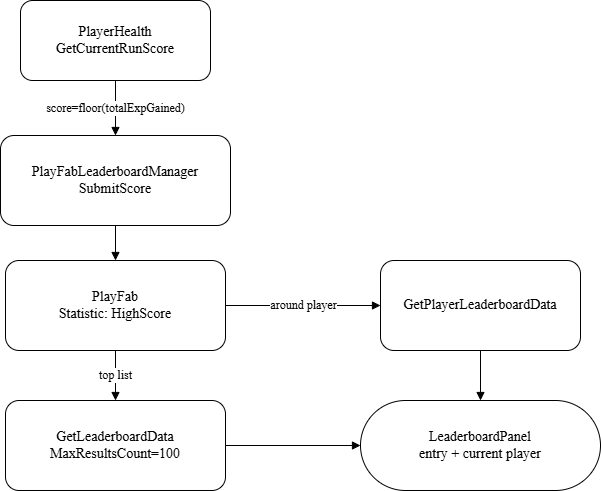 PlayerHealth
GetCurrentRunScore
score=floor(totalExpGained)
PlayFabLeaderboardManager
SubmitScore
PlayFab
Statistic: HighScore
around player
GetPlayerLeaderboardData
top list
GetLeaderboardData
MaxResultsCount=100
LeaderboardPanel
entry + current player